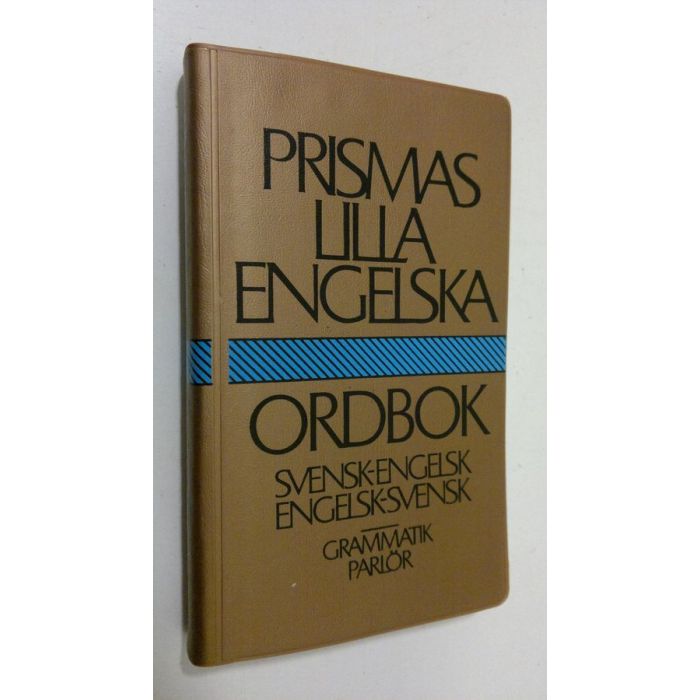 PRISMAS
LILLA
ENGELSKA
ORDBOK
SVENSK-ENGELSK
ENGELSK-SVENSK
GRAMMATIK
PARLÖR